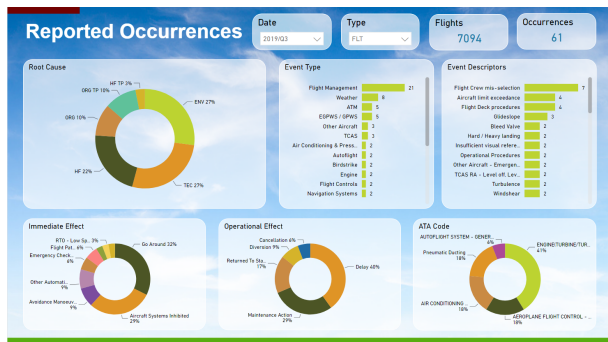 Reported Occurrences
Date
2019/Q3
Type
FLT
Flights
7094
Occurrences
61
Root Cause
HF TP 3%
ORG TP 10%
ORG 10%
HF 22%
ENV 27%
TEC 27%
Event Type
Flight Management 21
Weather 8
ATM 5
EGPWS / GPWS 5
Other Aircraft 3
TCAS 3
Air Conditioning & Press... 2
Autoflight 2
Birdstrike 2
Engine 2
Flight Controls 2
Navigation Systems 2
Event Descriptors
Flight Crew mis-selection 7
Aircraft limit exceedance 4
Flight Deck procedures 4
Glideslope 3
Bleed Valve 2
Hard / Heavy landing 2
Insufficient visual refere... 2
Operational Procedures 2
Other Aircraft - Emergen... 2
TCAS RA - Level off, Lev... 2
Turbulence 2
Windshear 2
Immediate Effect
RTO - Low Sp... 3%
Flight Pat... 6%
Emergency Check...
6%
Other Automati...
9%
Avoidance Manoeuv...
9%
Go Around 32%
Aircraft Systems Inhibited
29%
Operational Effect
Cancellation 6%
Diversion 9%
Returned To Sta...
17%
Maintenance Action
29%
Delay 40%
ATA Code
AUTOFLIGHT SYSTEM - GENER...
6%
Pneumatic Ducting
18%
AIR CONDITIONING ...
18%
ENGINE/TURBINE/TUR...
41%
AEROPLANE FLIGHT CONTROL - ...
18%